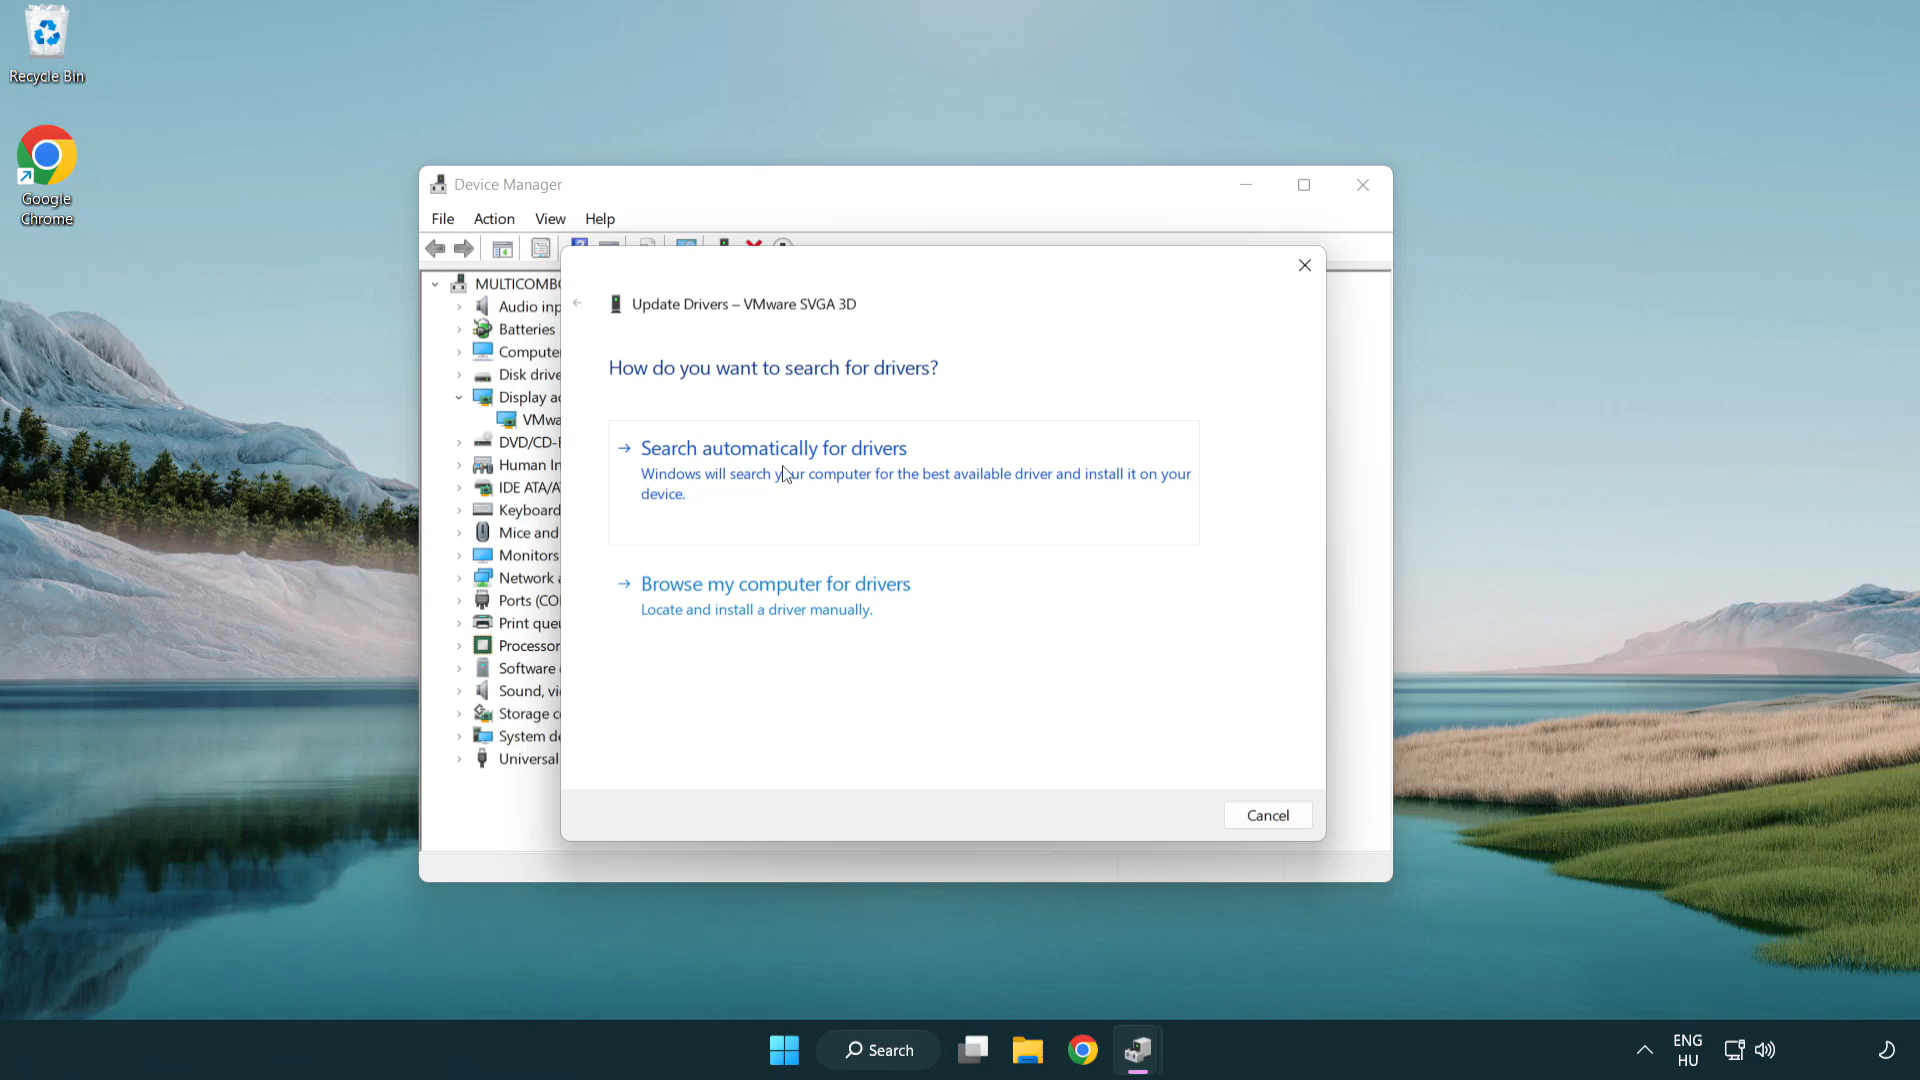 Recycle Bin
Google
Chrome
Device Manager
File Action View Help
MULTICOMBO
Audio inp
Batteries
Compute
Disk drive
Display a
VMwa
DVD/CD-
Human In
IDE ATA/A
Keyboard
Mice and
Monitors
Network
Ports (CO
Print que
Processor
Software
Sound, vi
Storage c
System de
Universal
Update Drivers – VMware SVGA 3D
How do you want to search for drivers?
Search automatically for drivers
Windows will search your computer for the best available driver and install it on your
device.
Browse my computer for drivers
Locate and install a driver manually.
Cancel
Search
ENG
HU